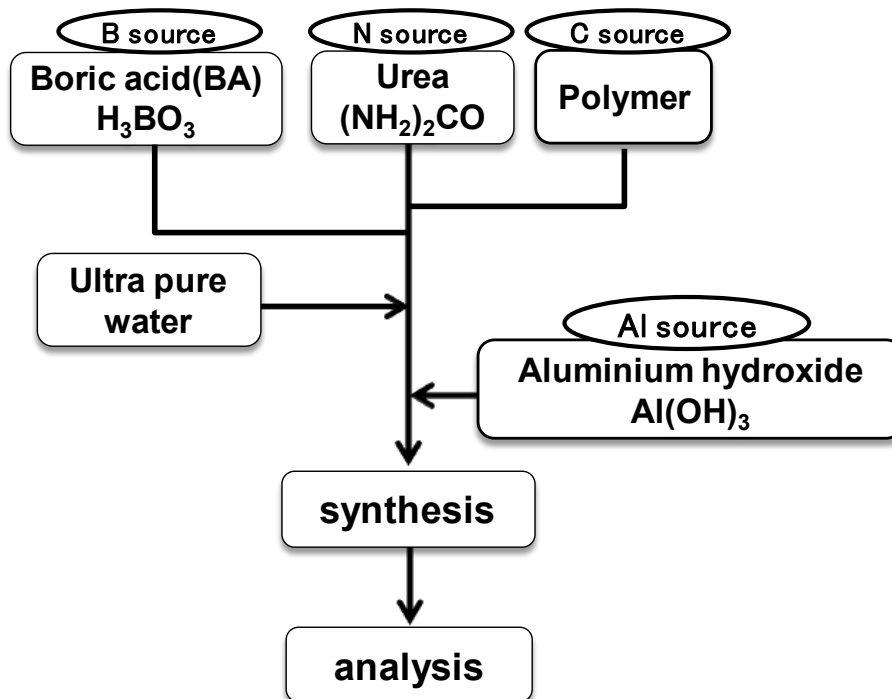 B source
N source
C source
Boric acid(BA)
H₃BO₃
Urea
(NH₂)₂CO
Polymer
Ultra pure
water
Al source
Aluminium hydroxide
Al(OH)₃
synthesis
analysis